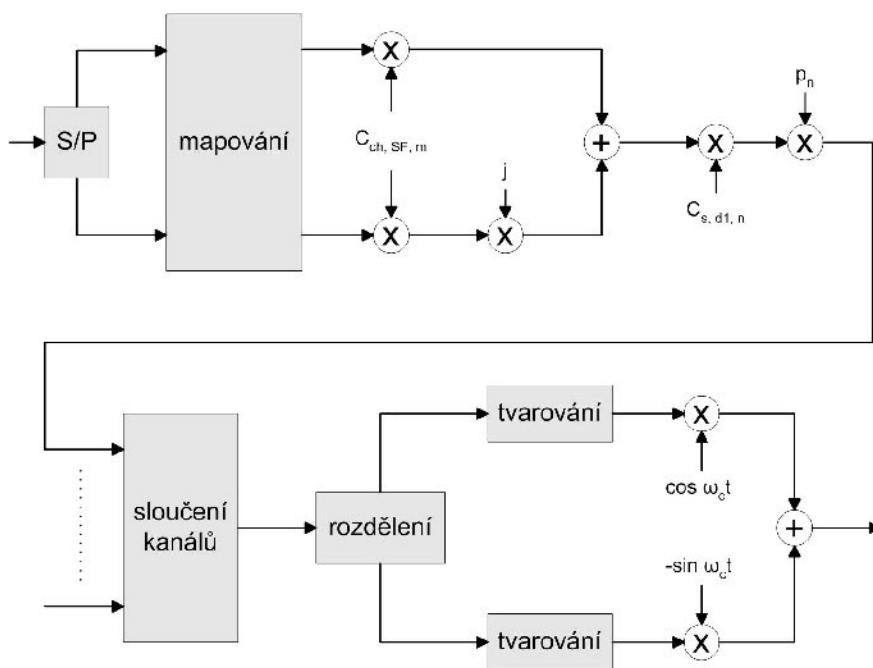 p_n
S/P
mapování
C_ch, SF, m
j
X
X
X
+
X
X
C_s, d1, n
tvarování
X
cos ω_c t
sloučení
kanálů
rozdělení
+
-sin ω_c t
tvarování
X